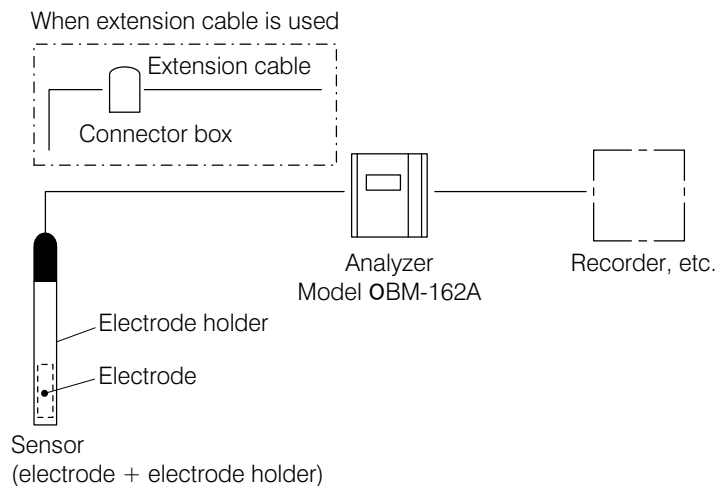 When extension cable is used
Extension cable
Connector box
Analyzer
Model OBM-162A
Recorder, etc.
Electrode holder
Electrode
Sensor
(electrode + electrode holder)